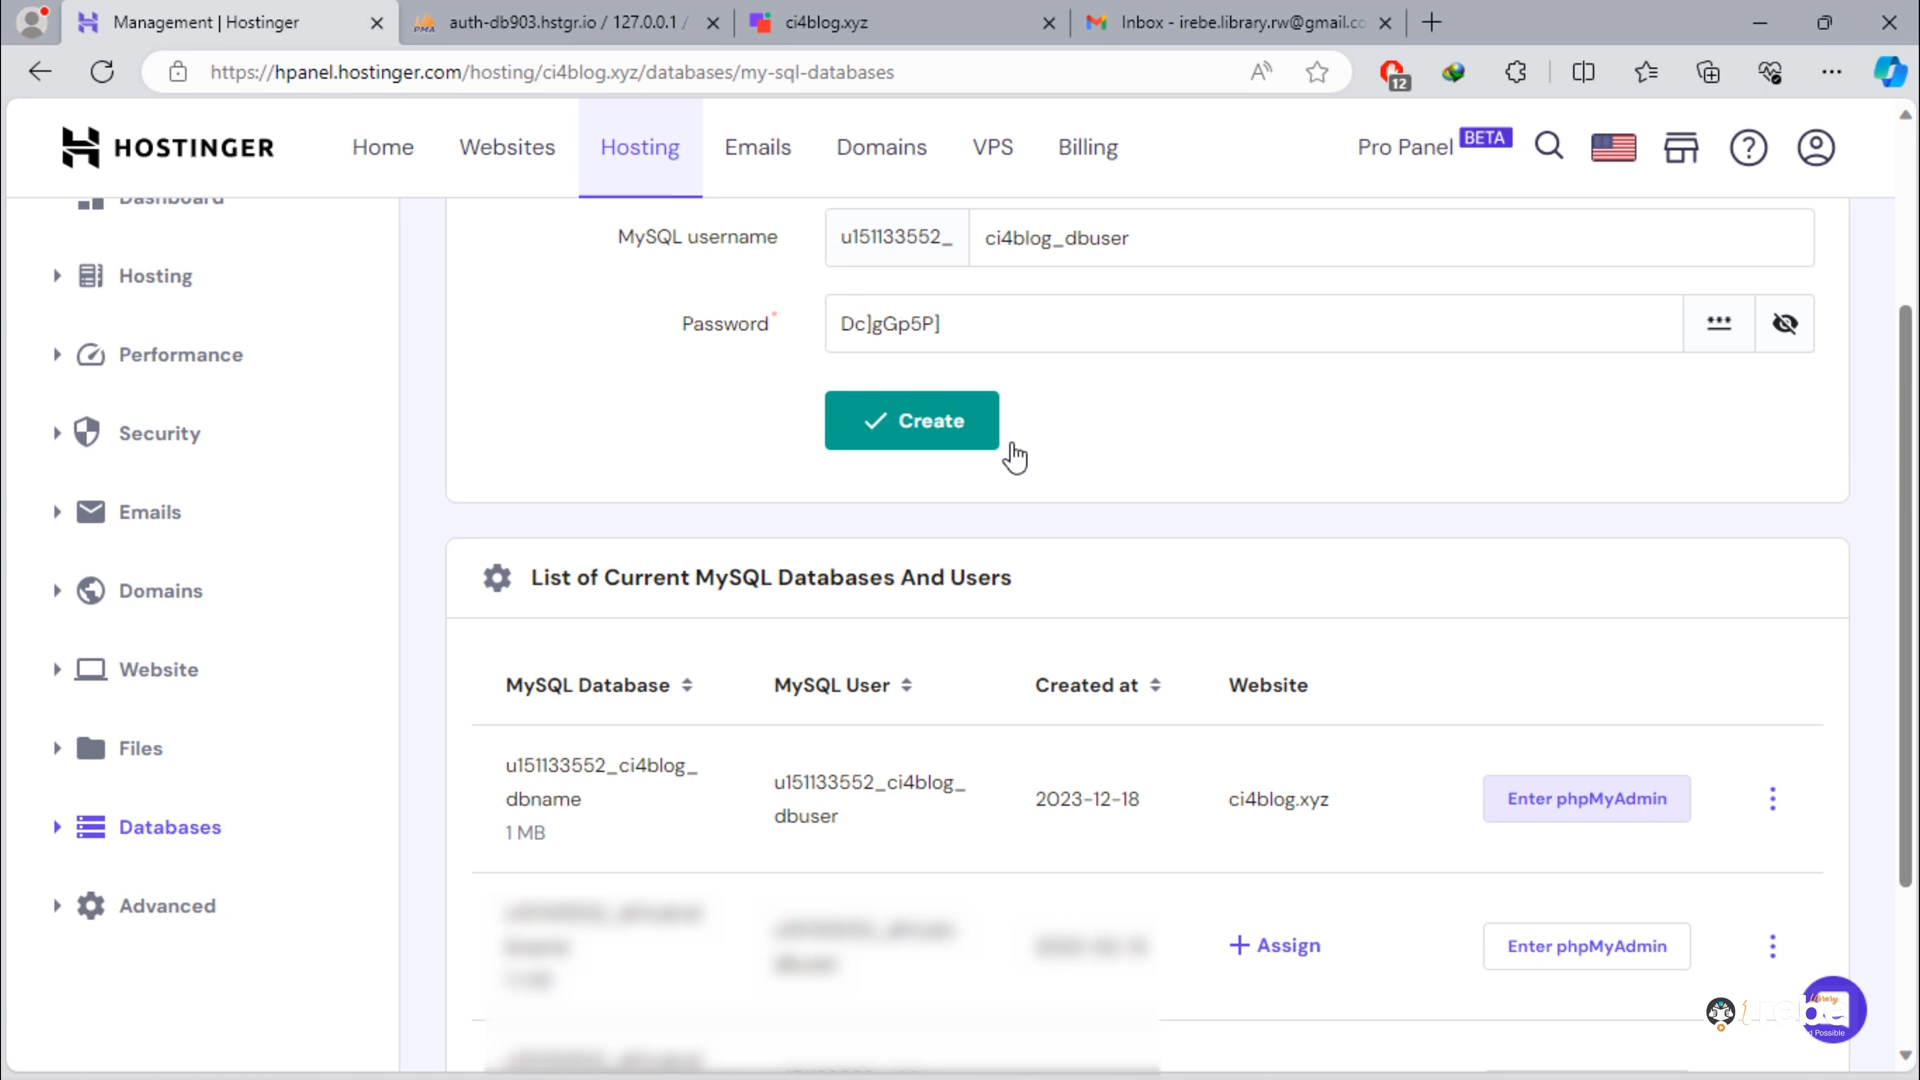 Management | Hostinger
auth-db903.hstgr.io / 127.0.0.1 /
ci4blog.xyz
Inbox - irebe.library.rw@gmail.co
https://hpanel.hostinger.com/hosting/ci4blog.xyz/databases/my-sql-databases
12
HOSTINGER
Home
Websites
Hosting
Emails
Domains
VPS
Billing
Pro Panel BETA
Dashboard
Hosting
Performance
Security
Emails
Domains
Website
Files
Databases
Advanced
MySQL username
u151133552_
ci4blog_dbuser
Password*
Dc]gGp5P]
Create
List of Current MySQL Databases And Users
MySQL Database
MySQL User
Created at
Website
u151133552_ci4blog_
dbname
1 MB
u151133552_ci4blog_
dbuser
2023-12-18
ci4blog.xyz
Enter phpMyAdmin
+ Assign
Enter phpMyAdmin